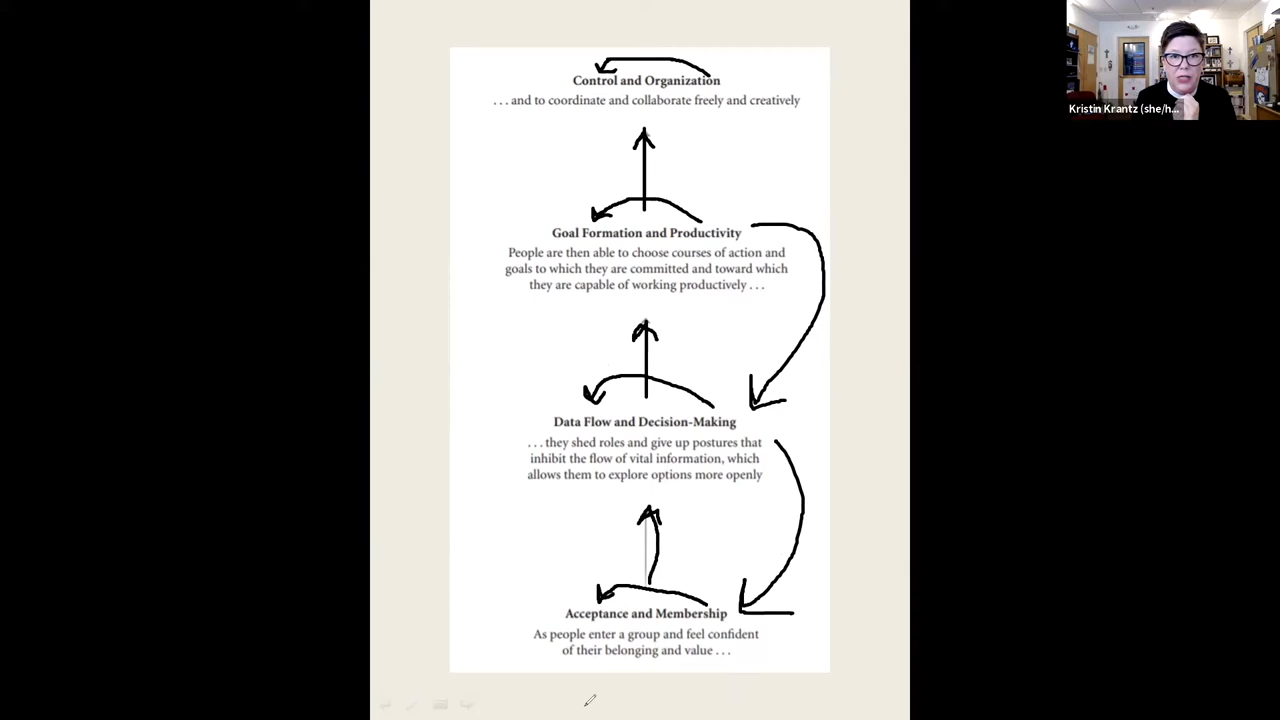 Control and Organization
. . . and to coordinate and collaborate freely and creatively
Goal Formation and Productivity
People are then able to choose courses of action and
goals to which they are committed and toward which
they are capable of working productively . . .
Data Flow and Decision-Making
. . . they shed roles and give up postures that
inhibit the flow of vital information, which
allows them to explore options more openly
Acceptance and Membership
As people enter a group and feel confident
of their belonging and value . . .
Kristin Krantz (she/h...